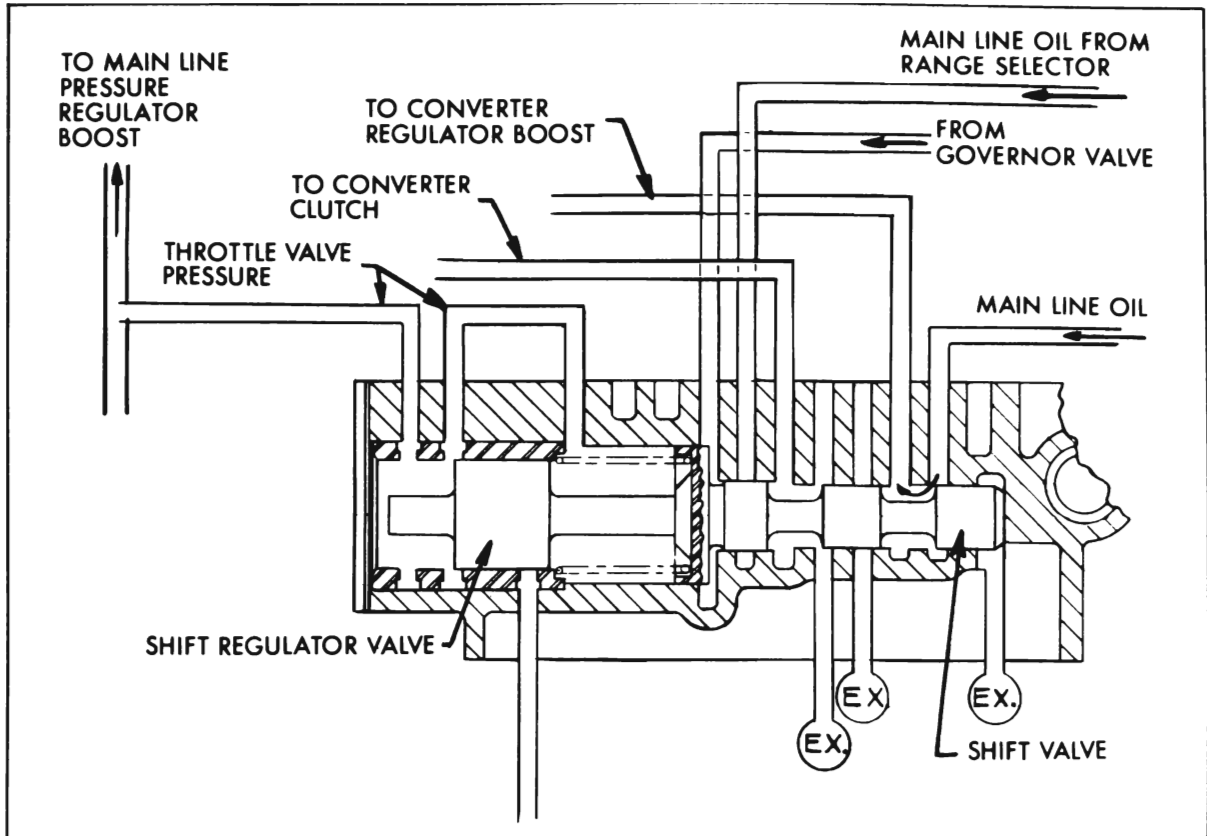 TO MAIN LINE
PRESSURE
REGULATOR
BOOST
MAIN LINE OIL FROM
RANGE SELECTOR
TO CONVERTER
REGULATOR BOOST
FROM
GOVERNOR VALVE
TO CONVERTER
CLUTCH
THROTTLE VALVE
PRESSURE
MAIN LINE OIL
SHIFT REGULATOR VALVE
EX.
EX.
EX.
SHIFT VALVE